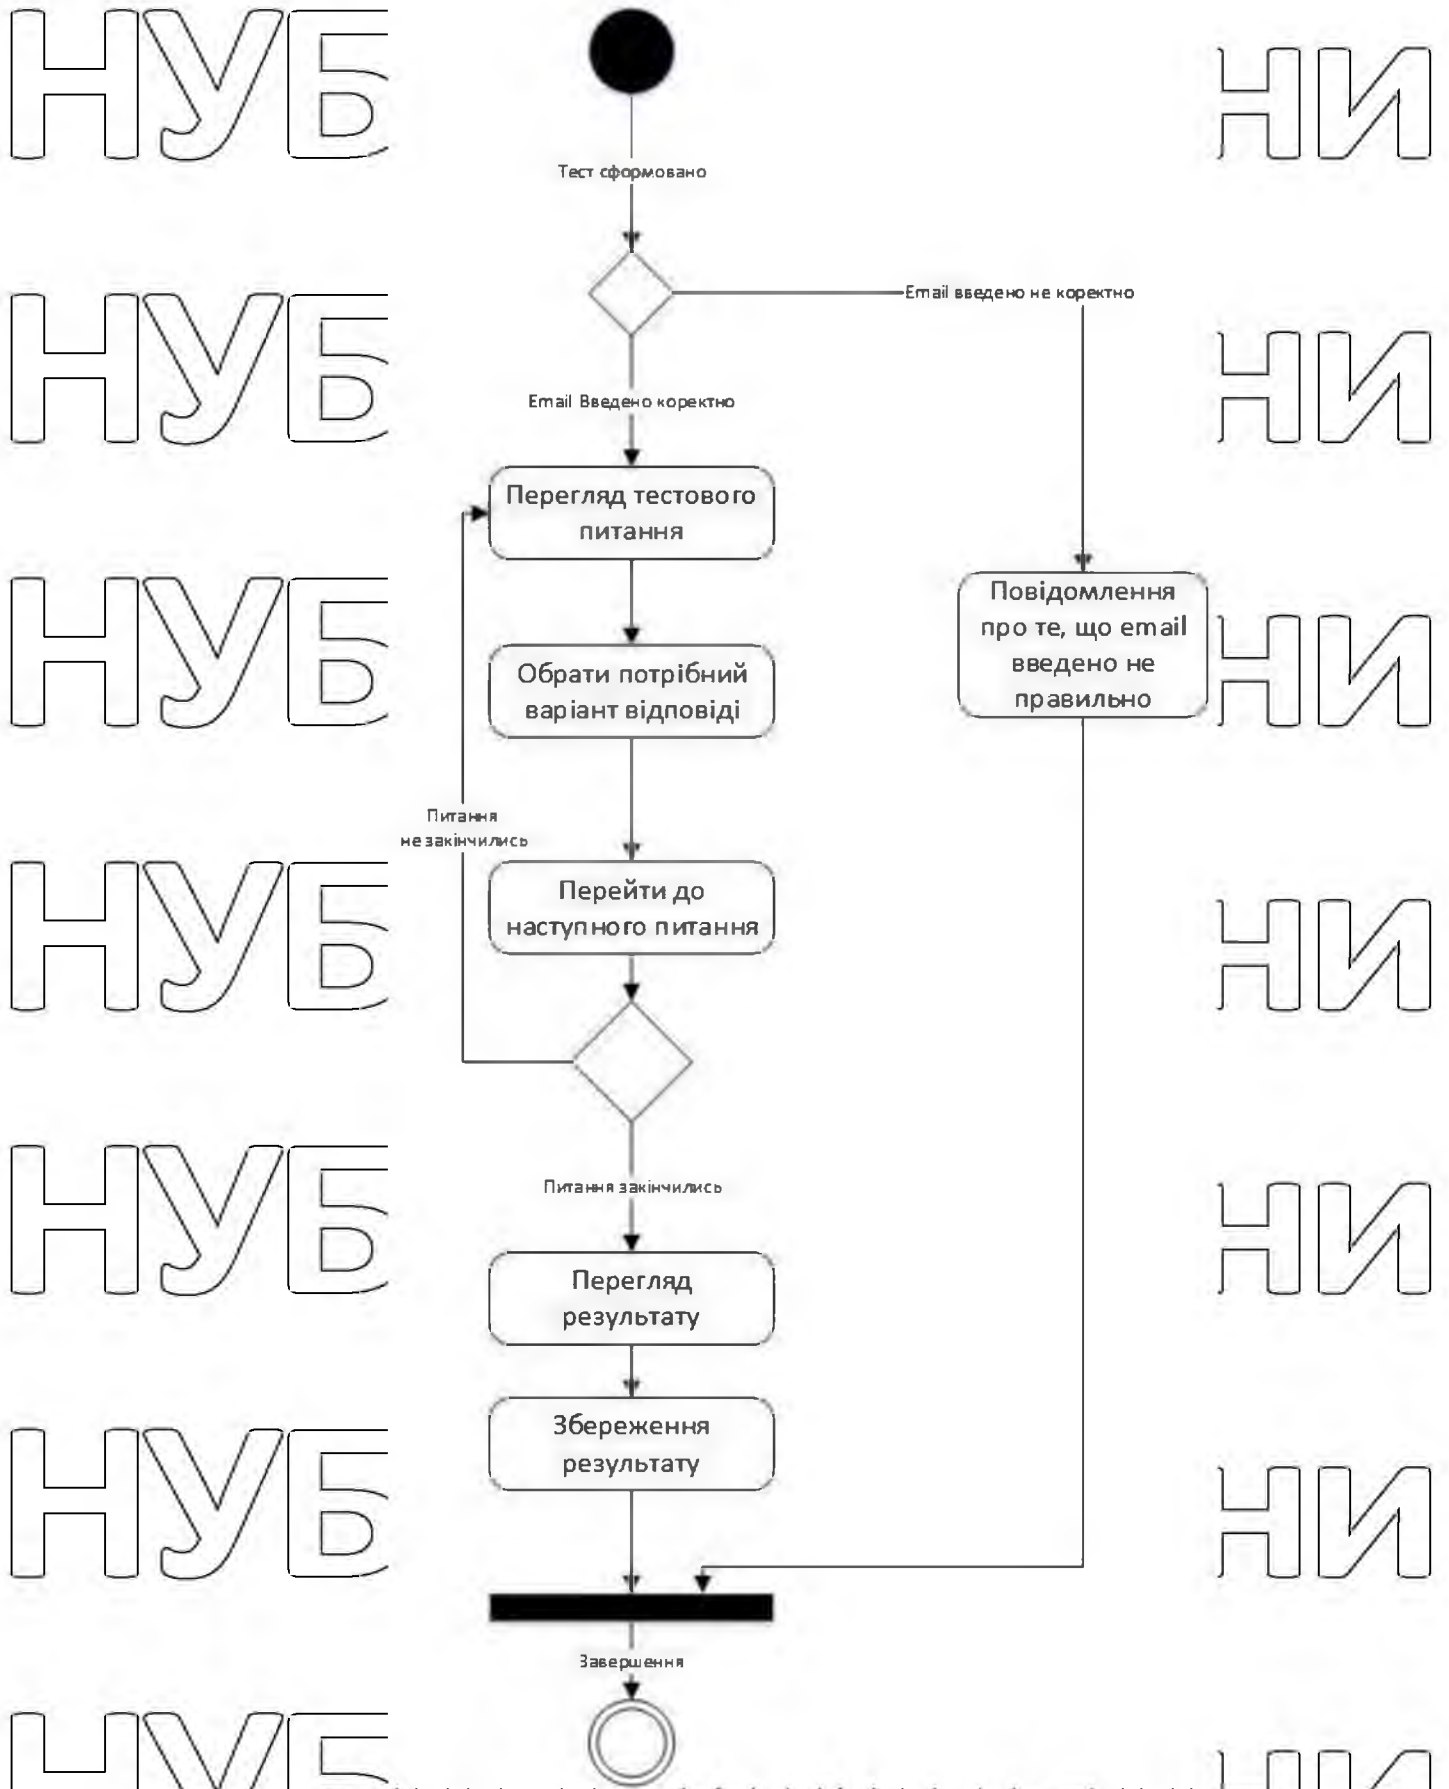 НУБ
НИ
Тест сформовано
НУБ
Email введено не коректно
НИ
Email Введено коректно
Перегляд тестового
питання
НУБ
Повідомлення
про те, що email
введено не
правильно
НИ
Обрати потрібний
варіант відповіді
Питання
не закінчились
НУБ
НИ
Перейти до
наступного питання
НУБ
НИ
Питання закінчились
Перегляд
результату
НУБ
НИ
Збереження
результату
Завершення
НУБ
НИ